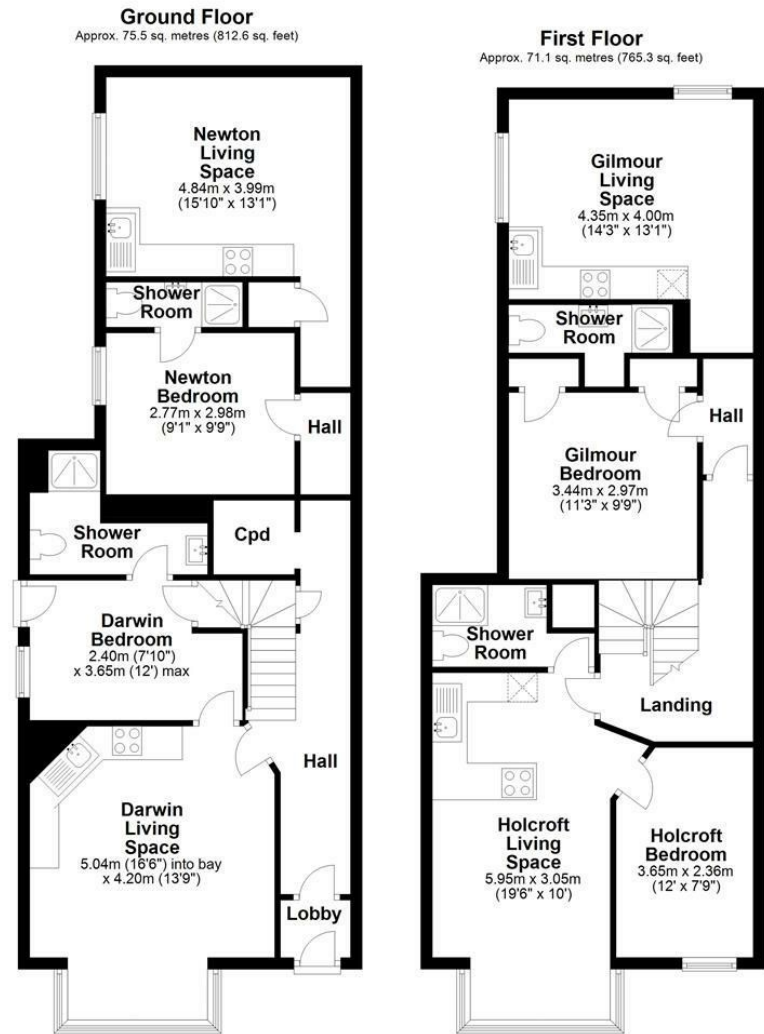 Ground Floor
Approx. 75.5 sq. metres (812.6 sq. feet)
Newton
Living
Space
4.84m x 3.99m
(15'10" x 13'1")
Shower
Room
Newton
Bedroom
2.77m x 2.98m
(9'1" x 9'9")
Hall
Shower
Room
Cpd
Darwin
Bedroom
2.40m (7'10")
x 3.65m (12') max
Hall
Darwin
Living
Space
5.04m (16'6") into bay
x 4.20m (13'9")
Lobby
First Floor
Approx. 71.1 sq. metres (765.3 sq. feet)
Gilmour
Living
Space
4.35m x 4.00m
(14'3" x 13'1")
Shower
Room
Hall
Gilmour
Bedroom
3.44m x 2.97m
(11'3" x 9'9")
Shower
Room
Landing
Holcroft
Living
Space
5.95m x 3.05m
(19'6" x 10')
Holcroft
Bedroom
3.65m x 2.36m
(12' x 7'9")